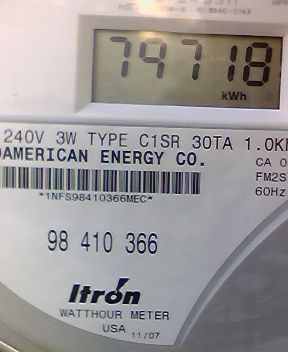 79718
kWh
240V 3W TYPE C1SR 30TA 1.0K
AMERICAN ENERGY CO.
CA 0
FM2S
60Hz
*1NFS98410366MEC*
98 410 366
Itron
WATTHOUR METER
USA 11/07